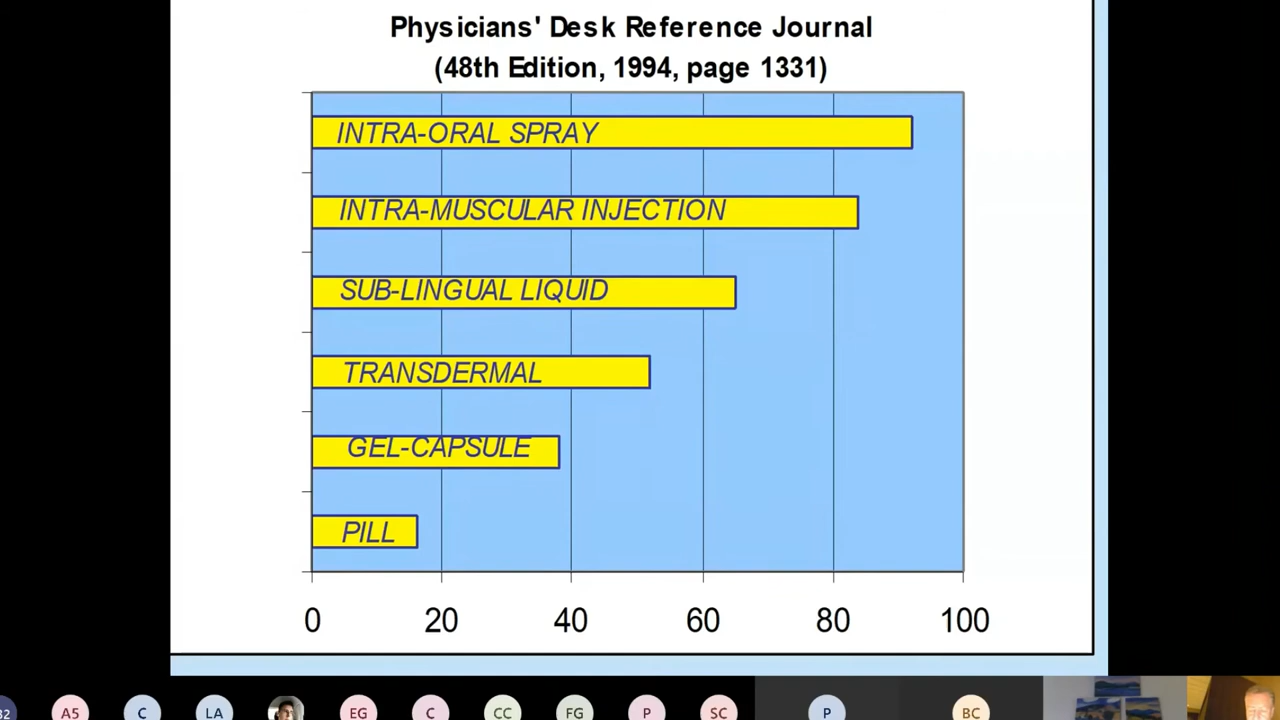 Physicians' Desk Reference Journal
(48th Edition, 1994, page 1331)
INTRA-ORAL SPRAY
INTRA-MUSCULAR INJECTION
SUB-LINGUAL LIQUID
TRANSDERMAL
GEL-CAPSULE
PILL
0 20 40 60 80 100
32 A5 C LA EG C CC FG P SC P BC